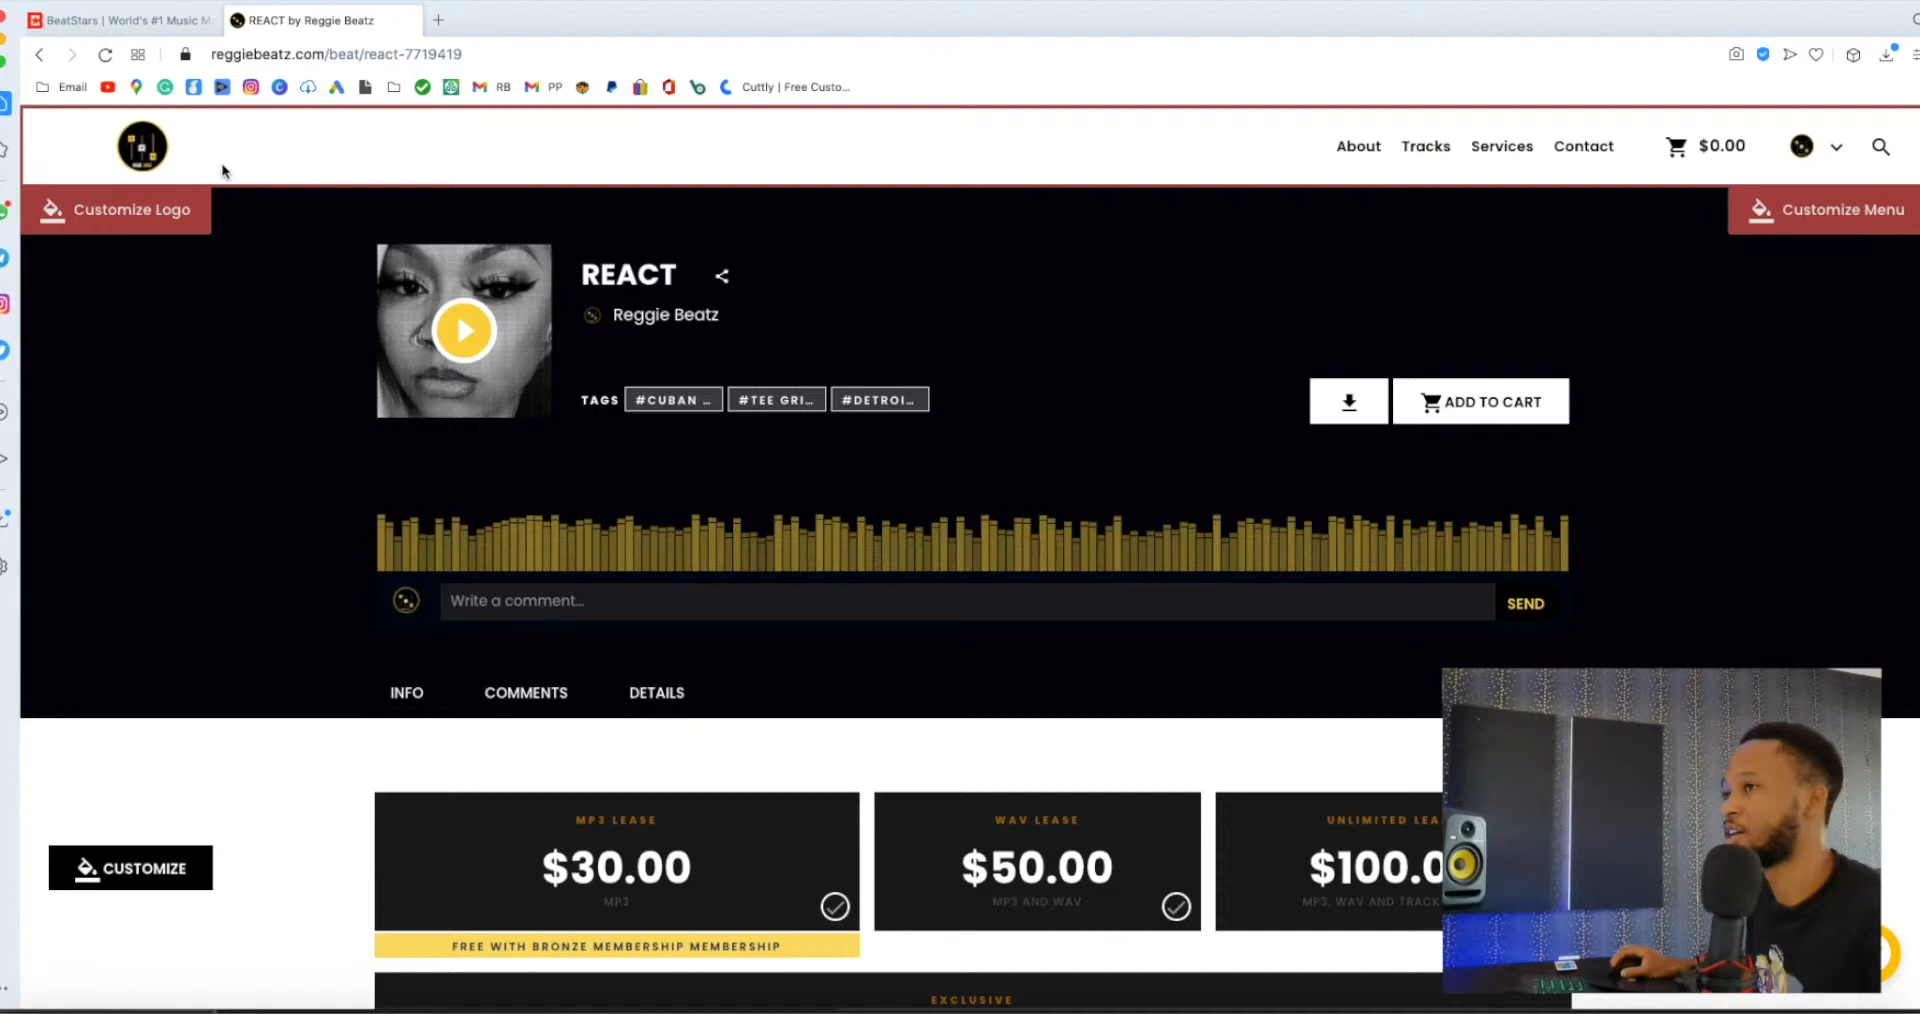 BeatStars | World's #1 Music M
REACT by Reggie Beatz
reggiebeatz.com/beat/react-7719419
Email RB PP Cuttly | Free Custo...
About Tracks Services Contact $0.00
Customize Logo
Customize Menu
REACT
Reggie Beatz
TAGS #CUBAN ... #TEE GRI... #DETROI...
ADD TO CART
Write a comment...
SEND
INFO COMMENTS DETAILS
CUSTOMIZE
MP3 LEASE
$30.00
MP3
FREE WITH BRONZE MEMBERSHIP MEMBERSHIP
WAV LEASE
$50.00
MP3 AND WAV
UNLIMITED LEA
$100.0
MP3, WAV AND TRACK
EXCLUSIVE